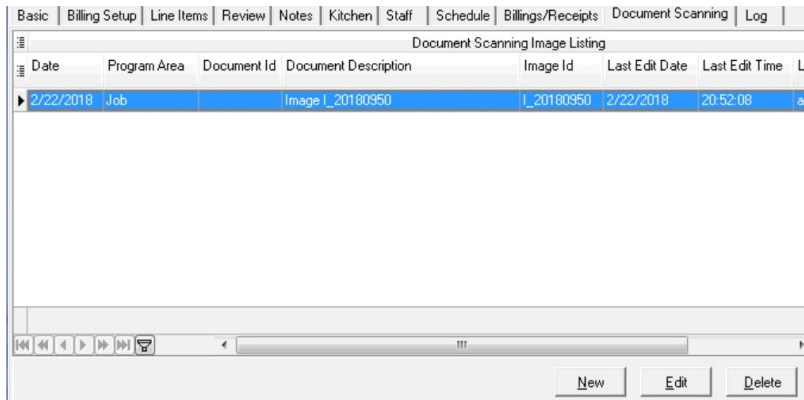 Basic Billing Setup Line Items Review Notes Kitchen Staff Schedule Billings/Receipts Document Scanning Log
Document Scanning Image Listing
Date Program Area Document Id Document Description Image Id Last Edit Date Last Edit Time L
2/22/2018 Job Image I_20180950 I_20180950 2/22/2018 20:52:08 a
New Edit Delete